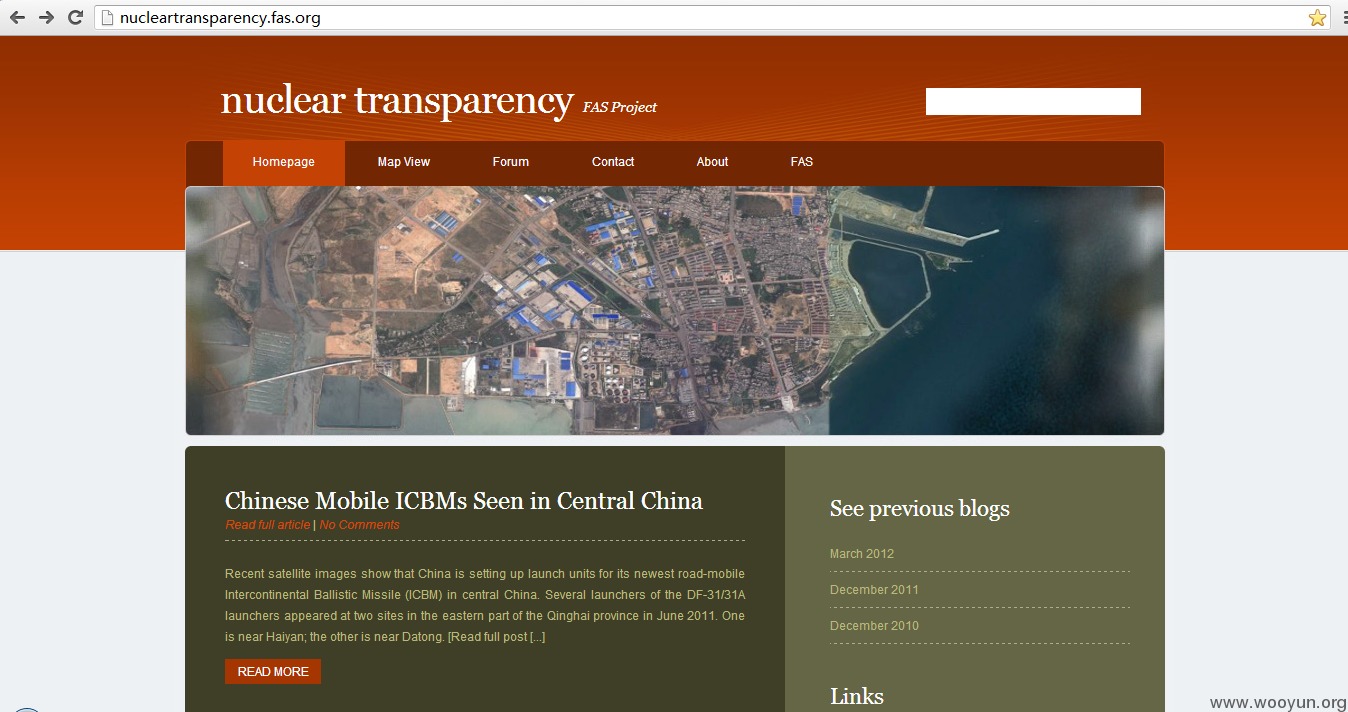 nucleartransparency.fas.org
nuclear transparency FAS Project
Homepage Map View Forum Contact About FAS
Chinese Mobile ICBMs Seen in Central China
Read full article | No Comments
Recent satellite images show that China is setting up launch units for its newest road-mobile
Intercontinental Ballistic Missile (ICBM) in central China. Several launchers of the DF-31/31A
launchers appeared at two sites in the eastern part of the Qinghai province in June 2011. One
is near Haiyan; the other is near Datong. [Read full post [...]
READ MORE
See previous blogs
March 2012
December 2011
December 2010
Links
www.wooyun.org